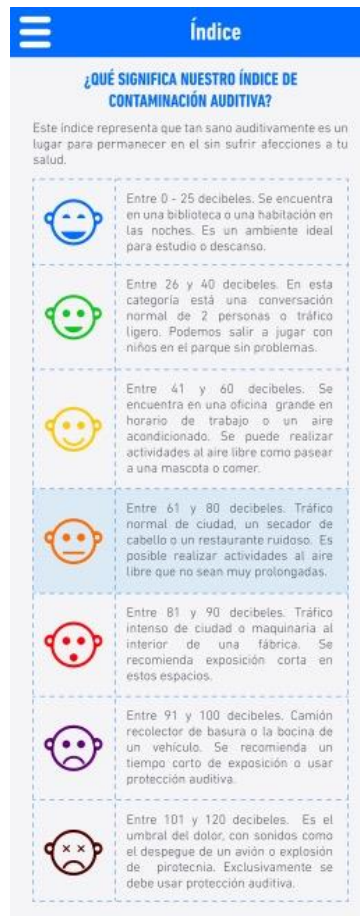 Índice
¿QUÉ SIGNIFICA NUESTRO ÍNDICE DE
CONTAMINACIÓN AUDITIVA?
Este índice representa que tan sano auditivamente es un
lugar para permanecer en el sin sufrir afecciones a tu
salud.
Entre 0 - 25 decibeles. Se encuentra
en una biblioteca o una habitación en
las noches. Es un ambiente ideal
para estudio o descanso.
Entre 26 y 40 decibeles. En esta
categoría está una conversación
normal de 2 personas o tráfico
ligero. Podemos salir a jugar con
niños en el parque sin problemas.
Entre 41 y 60 decibeles. Se
encuentra en una oficina grande en
horario de trabajo o un aire
acondicionado. Se puede realizar
actividades al aire libre como pasear
a una mascota o comer.
Entre 61 y 80 decibeles. Tráfico
normal de ciudad, un secador de
cabello o un restaurante ruidoso. Es
posible realizar actividades al aire
libre que no sean muy prolongadas.
Entre 81 y 90 decibeles. Tráfico
intenso de ciudad o maquinaria al
interior de una fábrica. Se
recomienda exposición corta en
estos espacios.
Entre 91 y 100 decibeles. Camión
recolector de basura o la bocina de
un vehículo. Se recomienda un
tiempo corto de exposición o usar
protección auditiva.
Entre 101 y 120 decibeles. Es el
umbral del dolor, con sonidos como
el despegue de un avión o explosión
de pirotecnia. Exclusivamente se
debe usar protección auditiva.